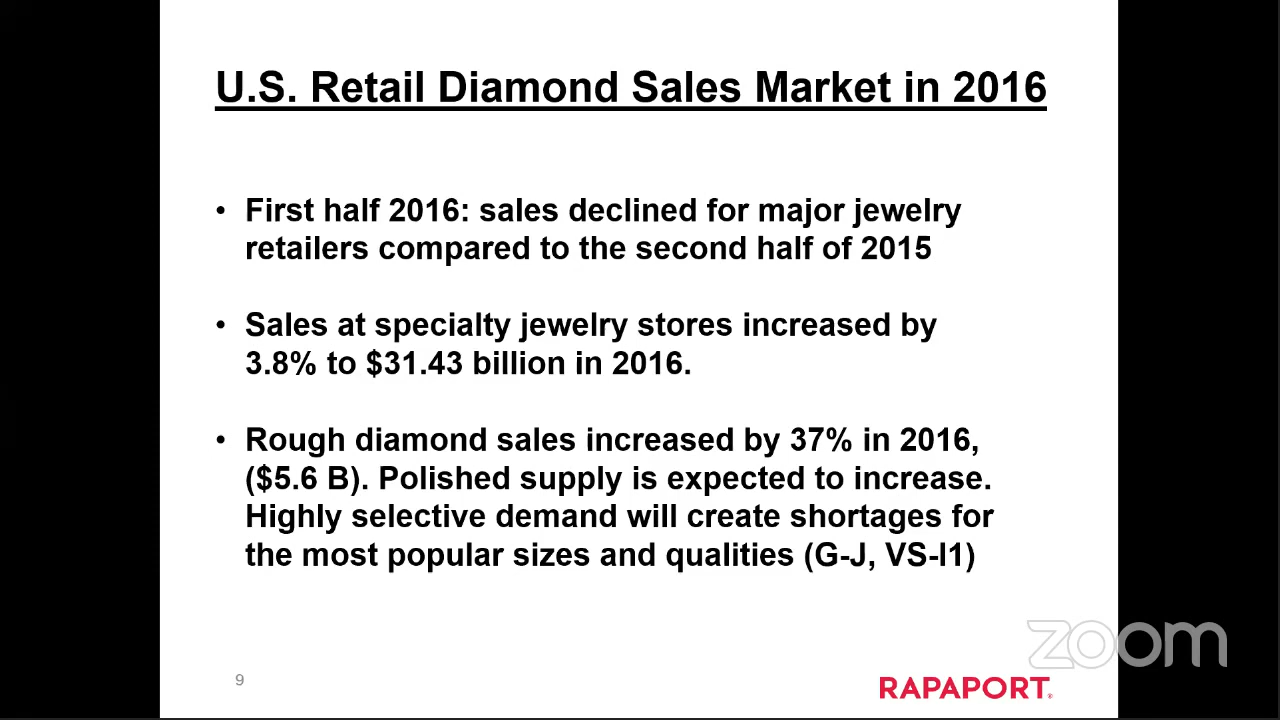 U.S. Retail Diamond Sales Market in 2016
• First half 2016: sales declined for major jewelry
retailers compared to the second half of 2015
• Sales at specialty jewelry stores increased by
3.8% to $31.43 billion in 2016.
• Rough diamond sales increased by 37% in 2016,
($5.6 B). Polished supply is expected to increase.
Highly selective demand will create shortages for
the most popular sizes and qualities (G-J, VS-I1)
zoom
9
RAPAPORT®